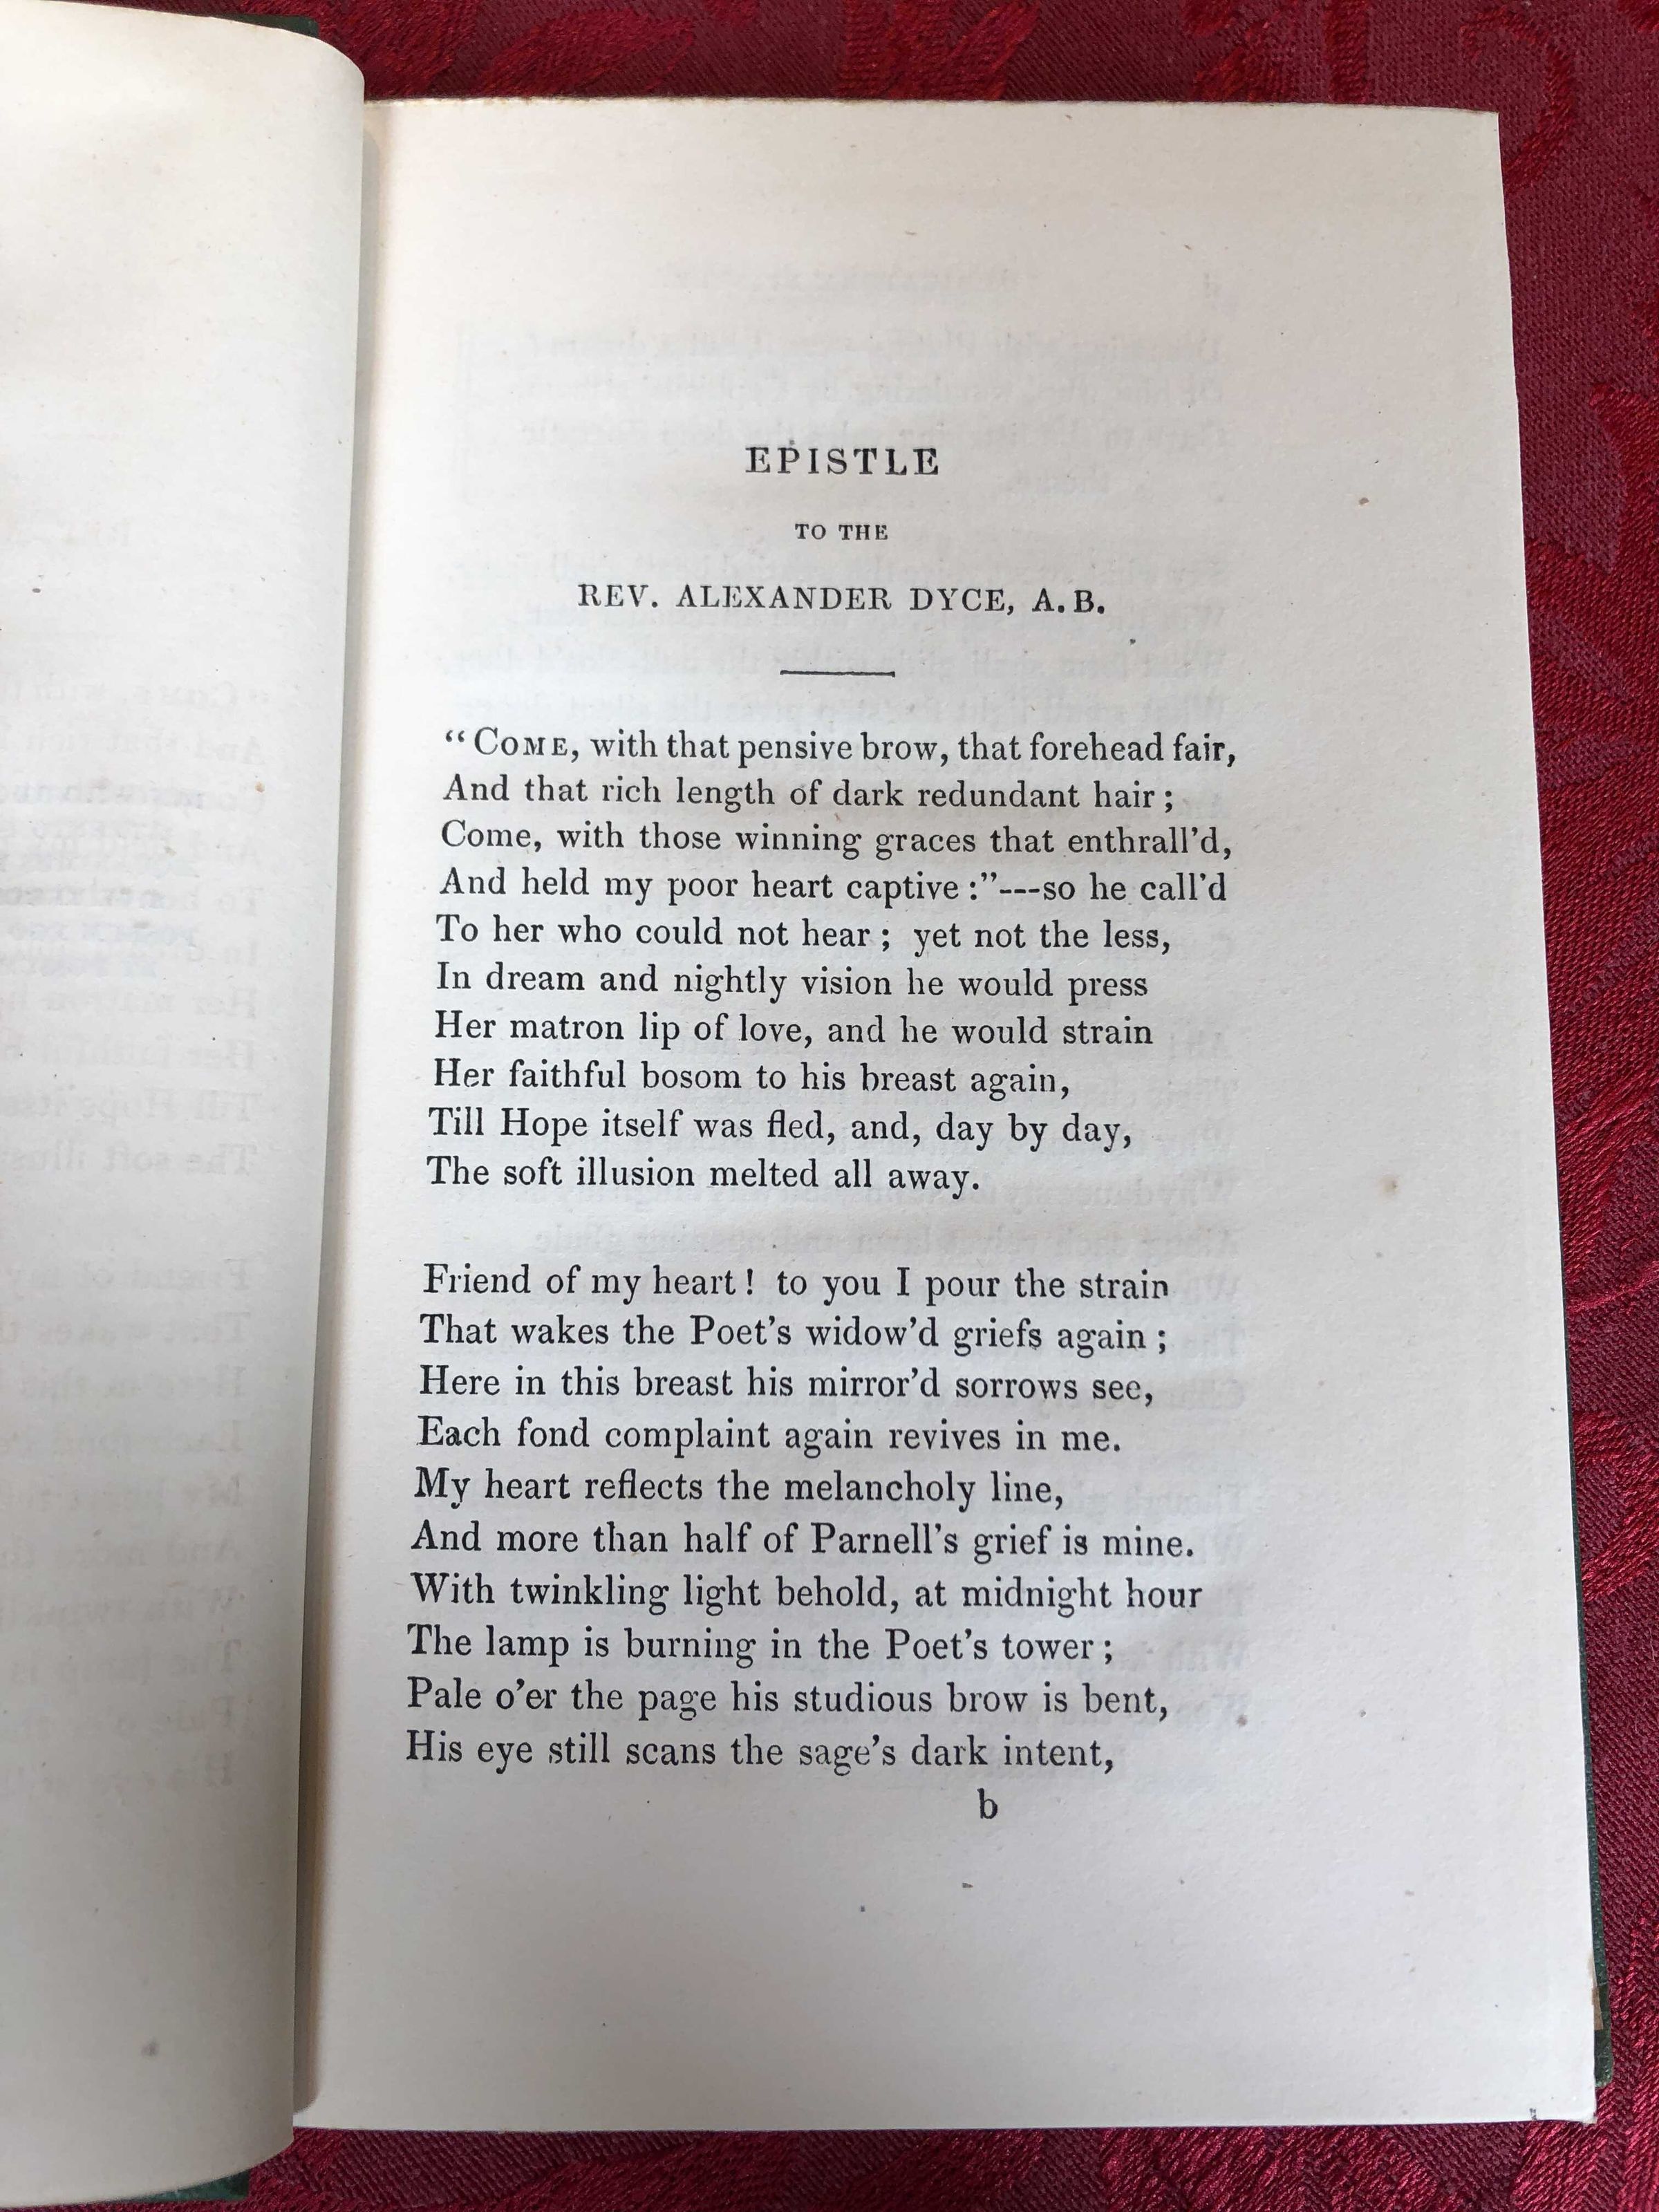 EPISTLE
TO THE
REV. ALEXANDER DYCE, A. B.
“COME, with that pensive brow, that forehead fair,
And that rich length of dark redundant hair;
Come, with those winning graces that enthrall’d,
And held my poor heart captive:”---so he call’d
To her who could not hear; yet not the less,
In dream and nightly vision he would press
Her matron lip of love, and he would strain
Her faithful bosom to his breast again,
Till Hope itself was fled, and, day by day,
The soft illusion melted all away.
Friend of my heart! to you I pour the strain
That wakes the Poet’s widow’d griefs again;
Here in this breast his mirror’d sorrows see,
Each fond complaint again revives in me.
My heart reflects the melancholy line,
And more than half of Parnell’s grief is mine.
With twinkling light behold, at midnight hour
The lamp is burning in the Poet’s tower;
Pale o’er the page his studious brow is bent,
His eye still scans the sage’s dark intent,
b